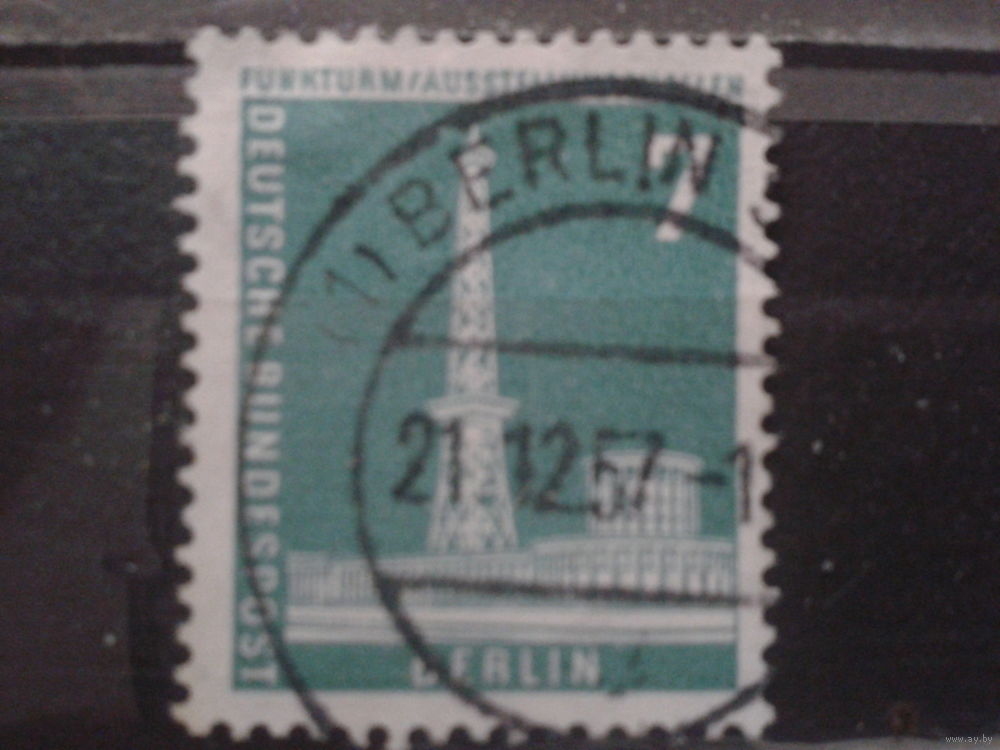 FUNKTURM/AUSSTELLUNGSHALLEN
DEUTSCHE BUNDESPOST
7
(1) BERLIN
21.12.57-1
BERLIN
www.ay.by